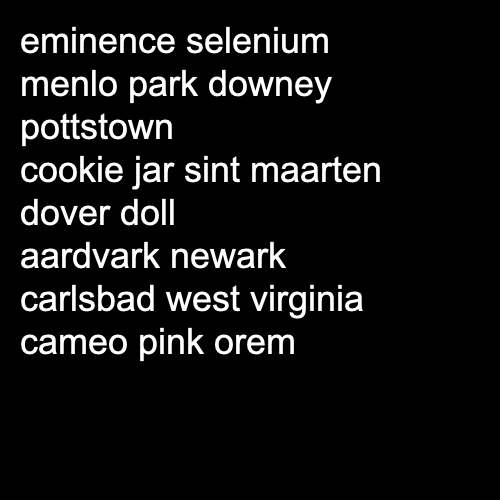 eminence selenium
menlo park downey
pottstown
cookie jar sint maarten
dover doll
aardvark newark
carlsbad west virginia
cameo pink orem